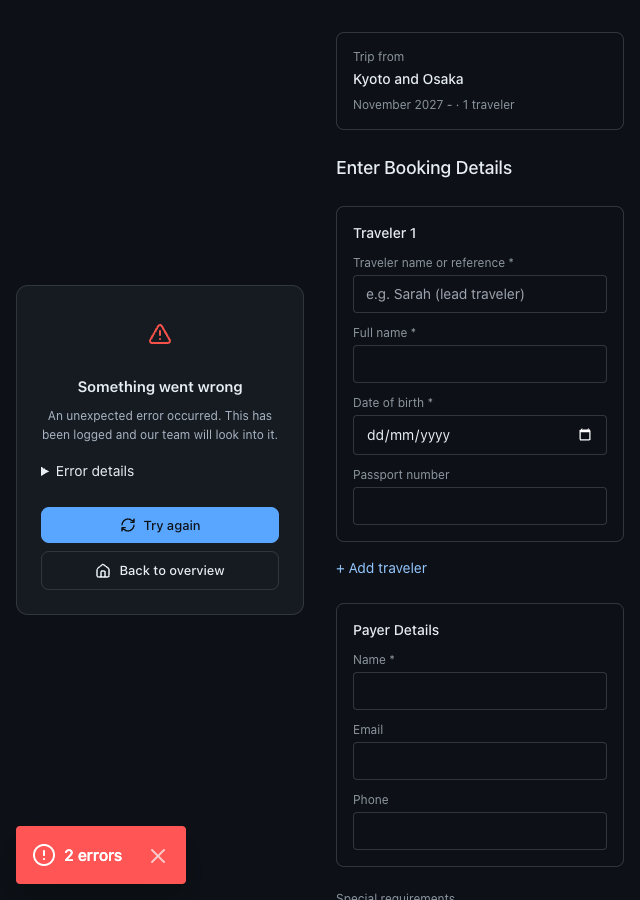 Something went wrong
An unexpected error occurred. This has
been logged and our team will look into it.
Error details
Try again
Back to overview
2 errors
Trip from
Kyoto and Osaka
November 2027 - · 1 traveler
Enter Booking Details
Traveler 1
Traveler name or reference *
e.g. Sarah (lead traveler)
Full name *
Date of birth *
dd/mm/yyyy
Passport number
+ Add traveler
Payer Details
Name *
Email
Phone
Special requirements